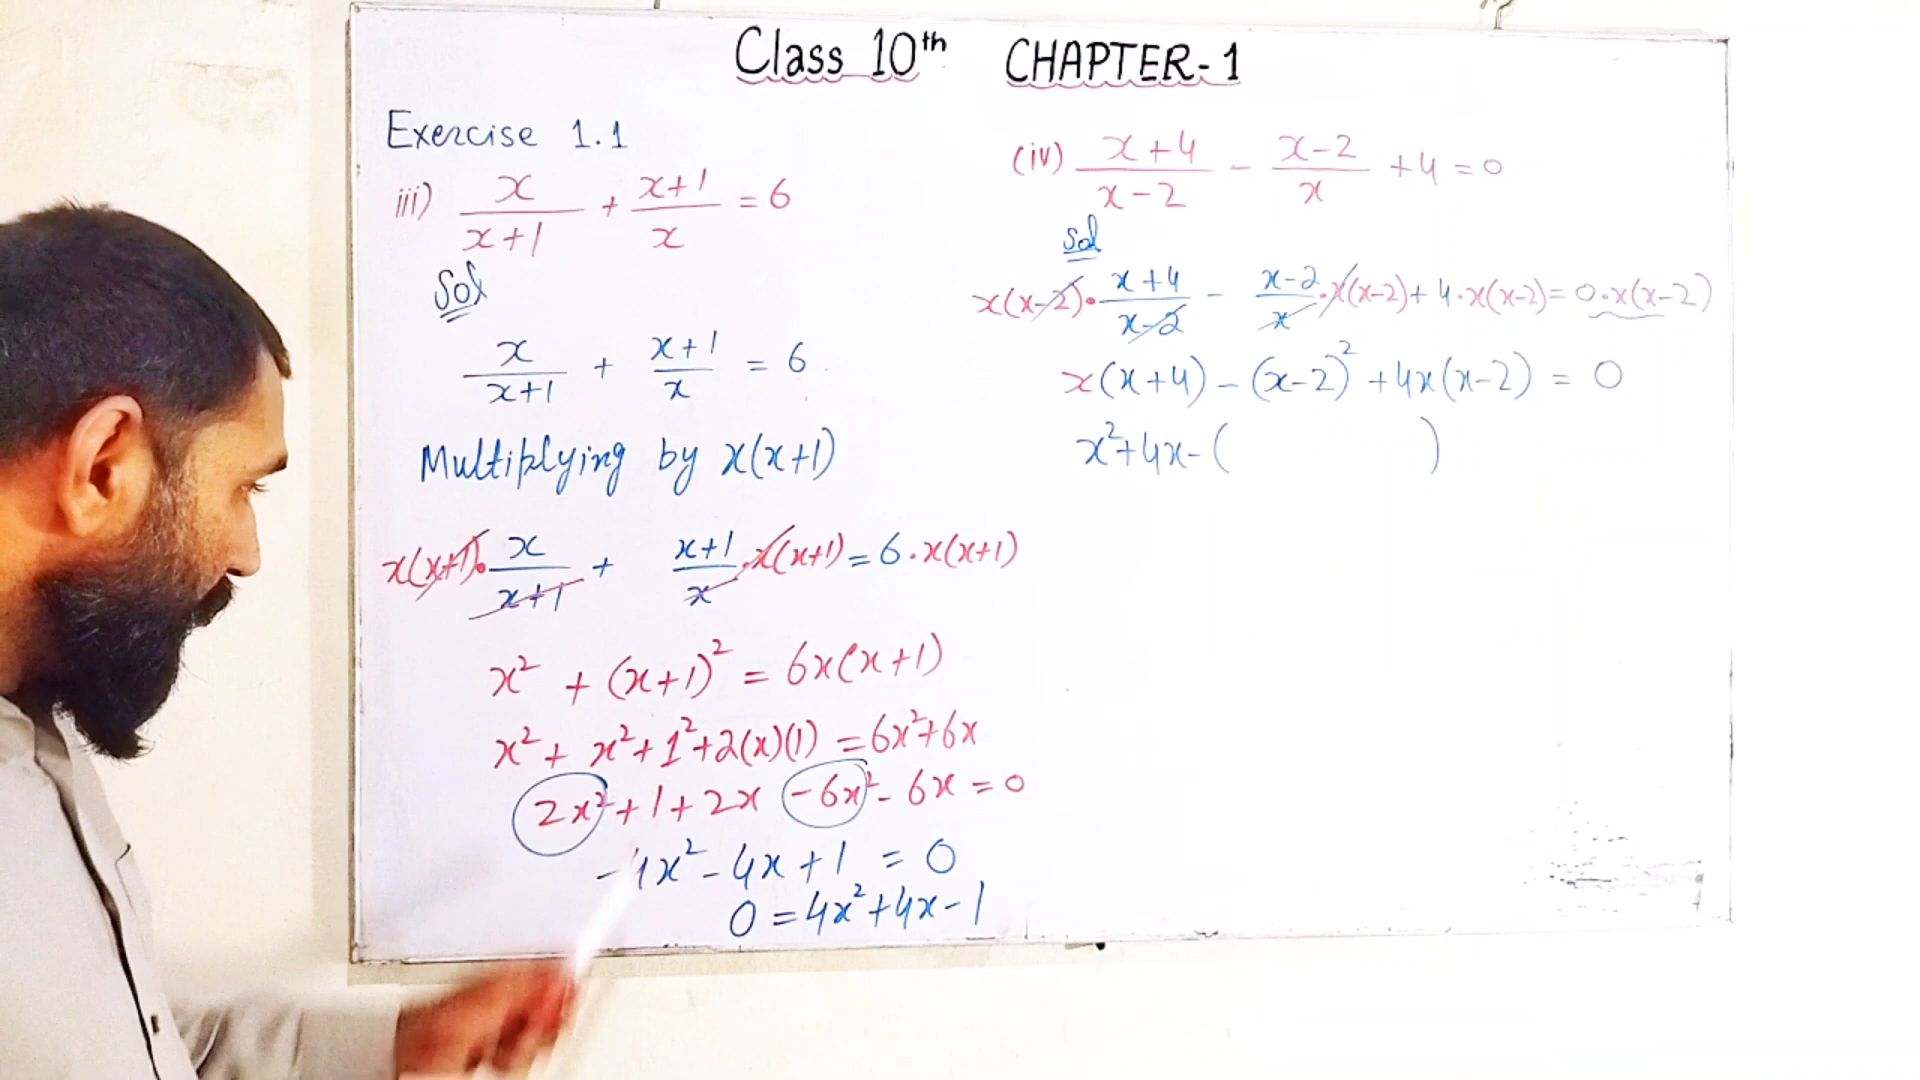 Class 10th CHAPTER-1
Exercise 1.1
iii) x/(x+1) + (x+1)/x = 6
Sol
x/(x+1) + (x+1)/x = 6
Multiplying by x(x+1)
x(x+1)·x/(x+1) + (x+1)/x·x(x+1) = 6·x(x+1)
x² + (x+1)² = 6x(x+1)
x² + x² + 1² + 2(x)(1) = 6x² + 6x
2x² + 1 + 2x - 6x² - 6x = 0
-4x² - 4x + 1 = 0
0 = 4x² + 4x - 1
(iv) (x+4)/(x-2) - (x-2)/x + 4 = 0
Sol
x(x-2)·(x+4)/(x-2) - (x-2)/x·x(x-2) + 4·x(x-2) = 0·x(x-2)
x(x+4) - (x-2)² + 4x(x-2) = 0
x² + 4x - ( )